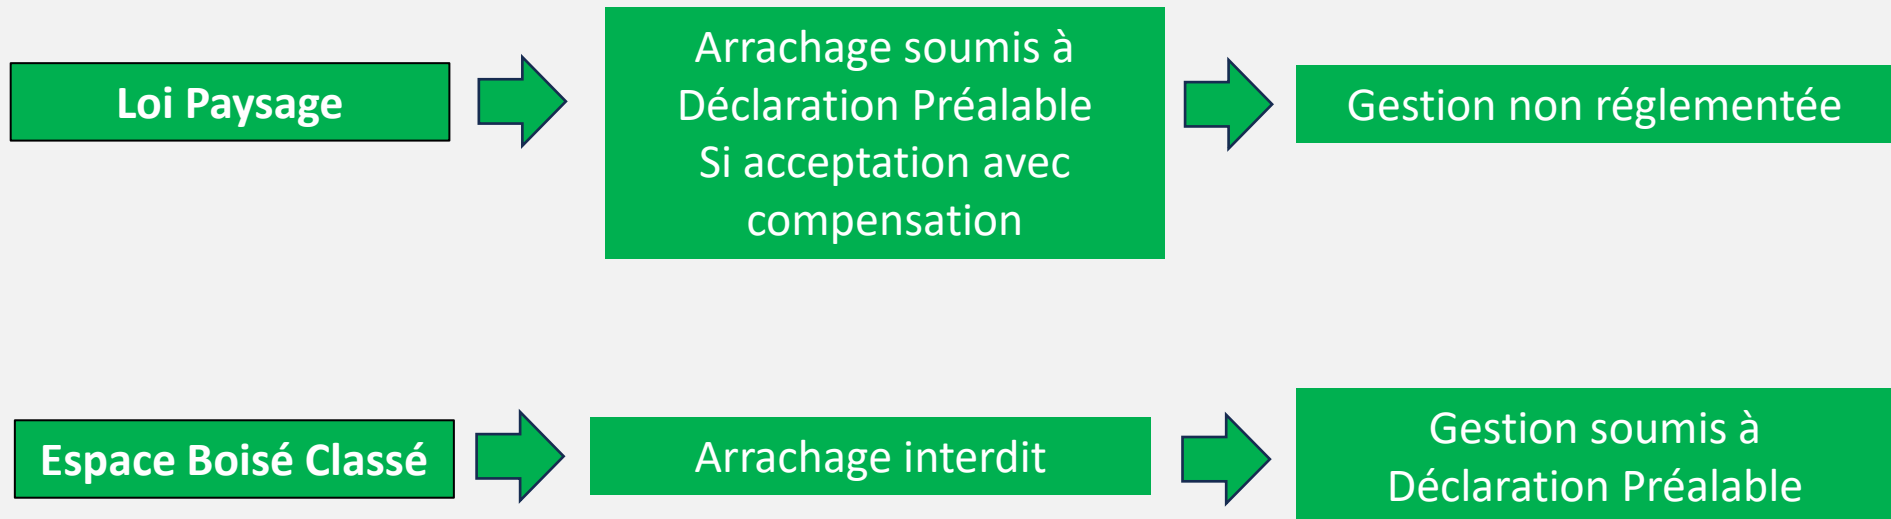 Loi Paysage
Arrachage soumis à
Déclaration Préalable
Si acceptation avec
compensation
Gestion non réglementée
Espace Boisé Classé
Arrachage interdit
Gestion soumis à
Déclaration Préalable